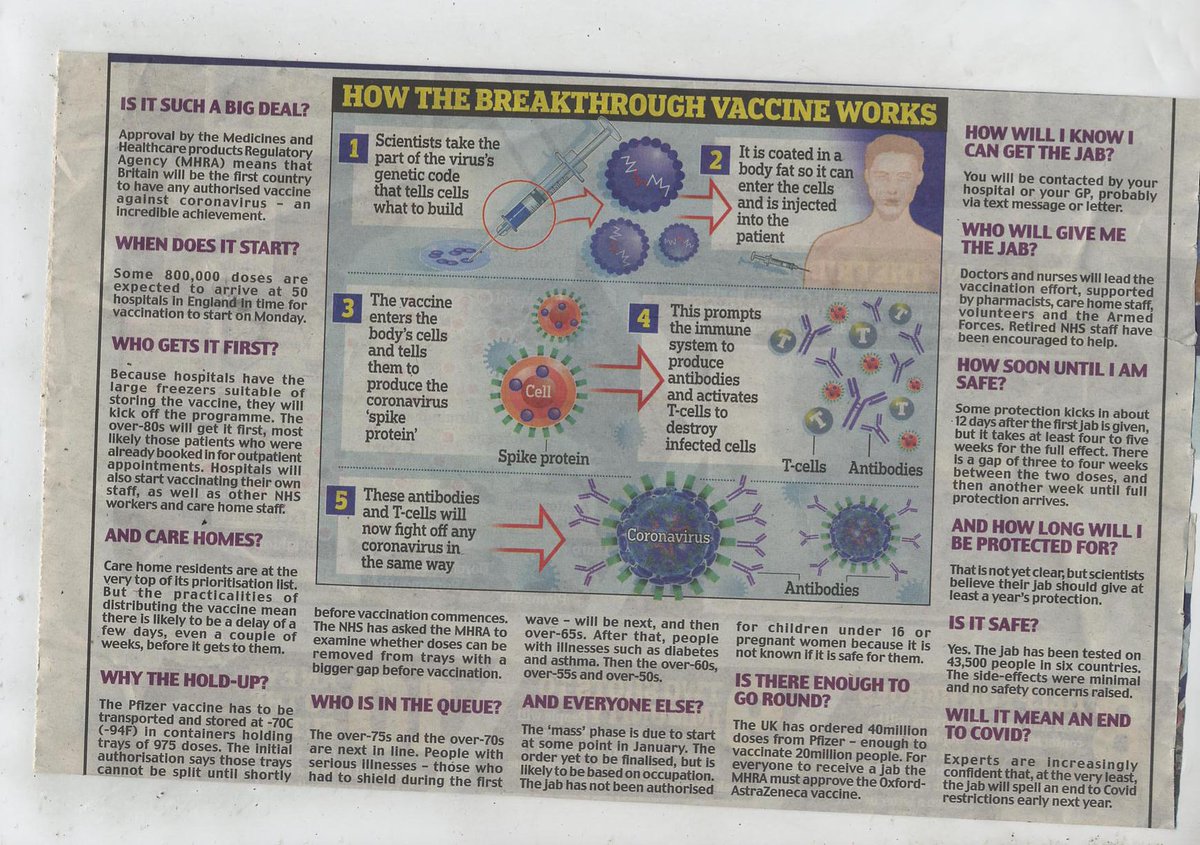 IS IT SUCH A BIG DEAL?
Approval by the Medicines and
Healthcare products Regulatory
Agency (MHRA) means that
Britain will be the first country
to have any authorised vaccine
against coronavirus – an
incredible achievement.
WHEN DOES IT START?
Some 800,000 doses are
expected to arrive at 50
hospitals in England in time for
vaccination to start on Monday.
WHO GETS IT FIRST?
Because hospitals have the
large freezers suitable of
storing the vaccine, they will
kick off the programme. The
over-80s will get it first, most
likely those patients who were
already booked in for outpatient
appointments. Hospitals will
also start vaccinating their own
staff, as well as other NHS
workers and care home staff.
AND CARE HOMES?
Care home residents are at the
very top of its prioritisation list.
But the practicalities of
distributing the vaccine mean
there is likely to be a delay of a
few days, even a couple of
weeks, before it gets to them.
WHY THE HOLD-UP?
The Pfizer vaccine has to be
transported and stored at -70C
(-94F) in containers holding
trays of 975 doses. The initial
authorisation says those trays
cannot be split until shortly
HOW THE BREAKTHROUGH VACCINE WORKS
1
Scientists take the
part of the virus's
genetic code
that tells cells
what to build
2
It is coated in a
body fat so it can
enter the cells
and is injected
into the
patient
3
The vaccine
enters the
body's cells
and tells
them to
produce the
coronavirus
'spike
protein'
Cell
Spike protein
4
This prompts
the immune
system to
produce
antibodies
and activates
T-cells to
destroy
infected cells
T
T
T
T
T-cells
Antibodies
5
These antibodies
and T-cells will
now fight off any
coronavirus in
the same way
Coronavirus
Antibodies
before vaccination commences.
The NHS has asked the MHRA to
examine whether doses can be
removed from trays with a
bigger gap before vaccination.
WHO IS IN THE QUEUE?
The over-75s and the over-70s
are next in line. People with
serious illnesses – those who
had to shield during the first
wave – will be next, and then
over-65s. After that, people
with illnesses such as diabetes
and asthma. Then the over-60s,
over-55s and over-50s.
AND EVERYONE ELSE?
The 'mass' phase is due to start
at some point in January. The
order yet to be finalised, but is
likely to be based on occupation.
The jab has not been authorised
for children under 16 or
pregnant women because it is
not known if it is safe for them.
IS THERE ENOUGH TO
GO ROUND?
The UK has ordered 40million
doses from Pfizer – enough to
vaccinate 20million people. For
everyone to receive a jab the
MHRA must approve the Oxford-
AstraZeneca vaccine.
HOW WILL I KNOW I
CAN GET THE JAB?
You will be contacted by your
hospital or your GP, probably
via text message or letter.
WHO WILL GIVE ME
THE JAB?
Doctors and nurses will lead the
vaccination effort, supported
by pharmacists, care home staff,
volunteers and the Armed
Forces. Retired NHS staff have
been encouraged to help.
HOW SOON UNTIL I AM
SAFE?
Some protection kicks in about
12 days after the first jab is given,
but it takes at least four to five
weeks for the full effect. There
is a gap of three to four weeks
between the two doses, and
then another week until full
protection arrives.
AND HOW LONG WILL I
BE PROTECTED FOR?
That is not yet clear, but scientists
believe their jab should give at
least a year's protection.
IS IT SAFE?
Yes. The jab has been tested on
43,500 people in six countries.
The side-effects were minimal
and no safety concerns raised.
WILL IT MEAN AN END
TO COVID?
Experts are increasingly
confident that, at the very least,
the jab will spell an end to Covid
restrictions early next year.